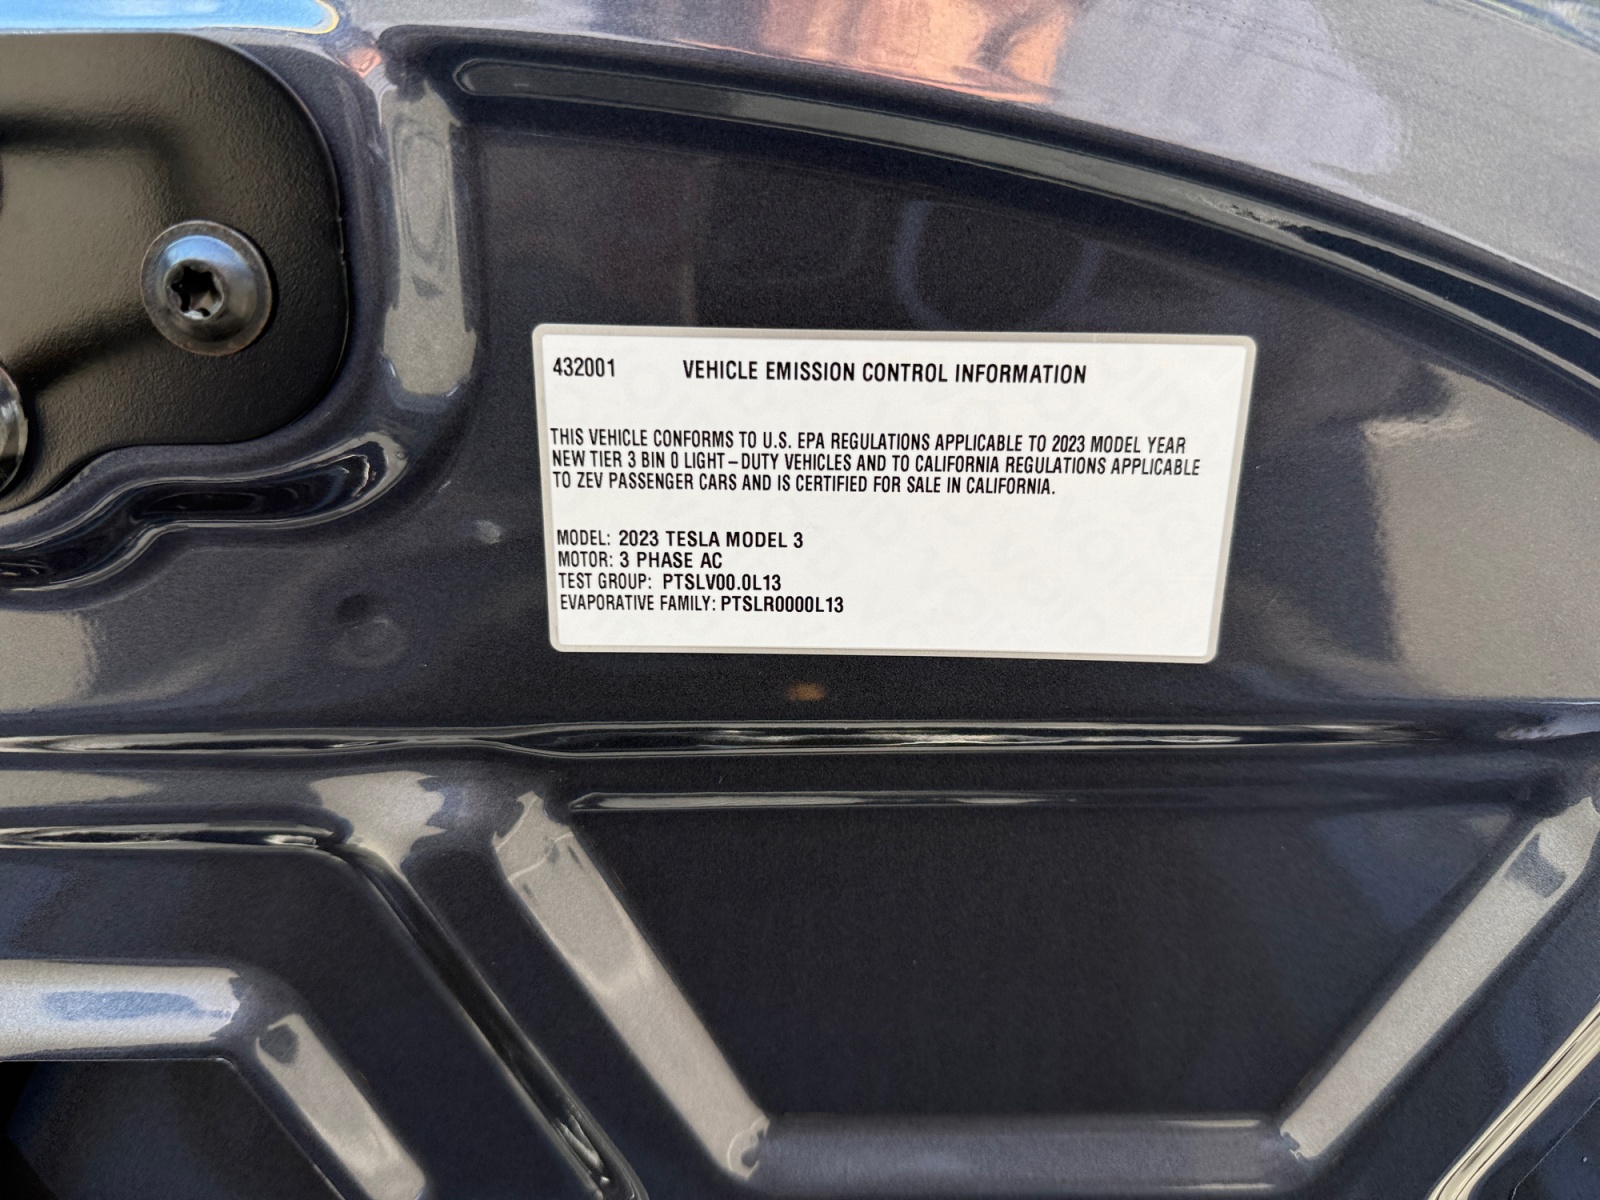 432001 VEHICLE EMISSION CONTROL INFORMATION
THIS VEHICLE CONFORMS TO U.S. EPA REGULATIONS APPLICABLE TO 2023 MODEL YEAR
NEW TIER 3 BIN 0 LIGHT-DUTY VEHICLES AND TO CALIFORNIA REGULATIONS APPLICABLE
TO ZEV PASSENGER CARS AND IS CERTIFIED FOR SALE IN CALIFORNIA.
MODEL: 2023 TESLA MODEL 3
MOTOR: 3 PHASE AC
TEST GROUP: PTSLV00.0L13
EVAPORATIVE FAMILY: PTSLR0000L13